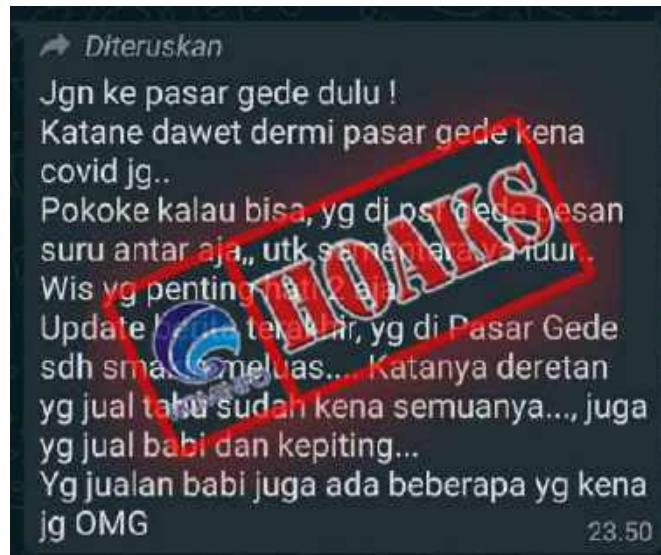 Diteruskan
Jgn ke pasar gede dulu !
Katane dawet dermi pasar gede kena
covid jg..
Pokoke kalau bisa, yg di psr gede pesan
suru antar aja,, utk sementara ya luur..
Wis yg penting hati2 aja
Update berita terakhir, yg di Pasar Gede
sdh smakin meluas.... Katanya deretan
yg jual tahu sudah kena semuanya..., juga
yg jual babi dan kepiting...
Yg jualan babi juga ada beberapa yg kena
jg OMG
23.50
HOAKS
KOMINFO